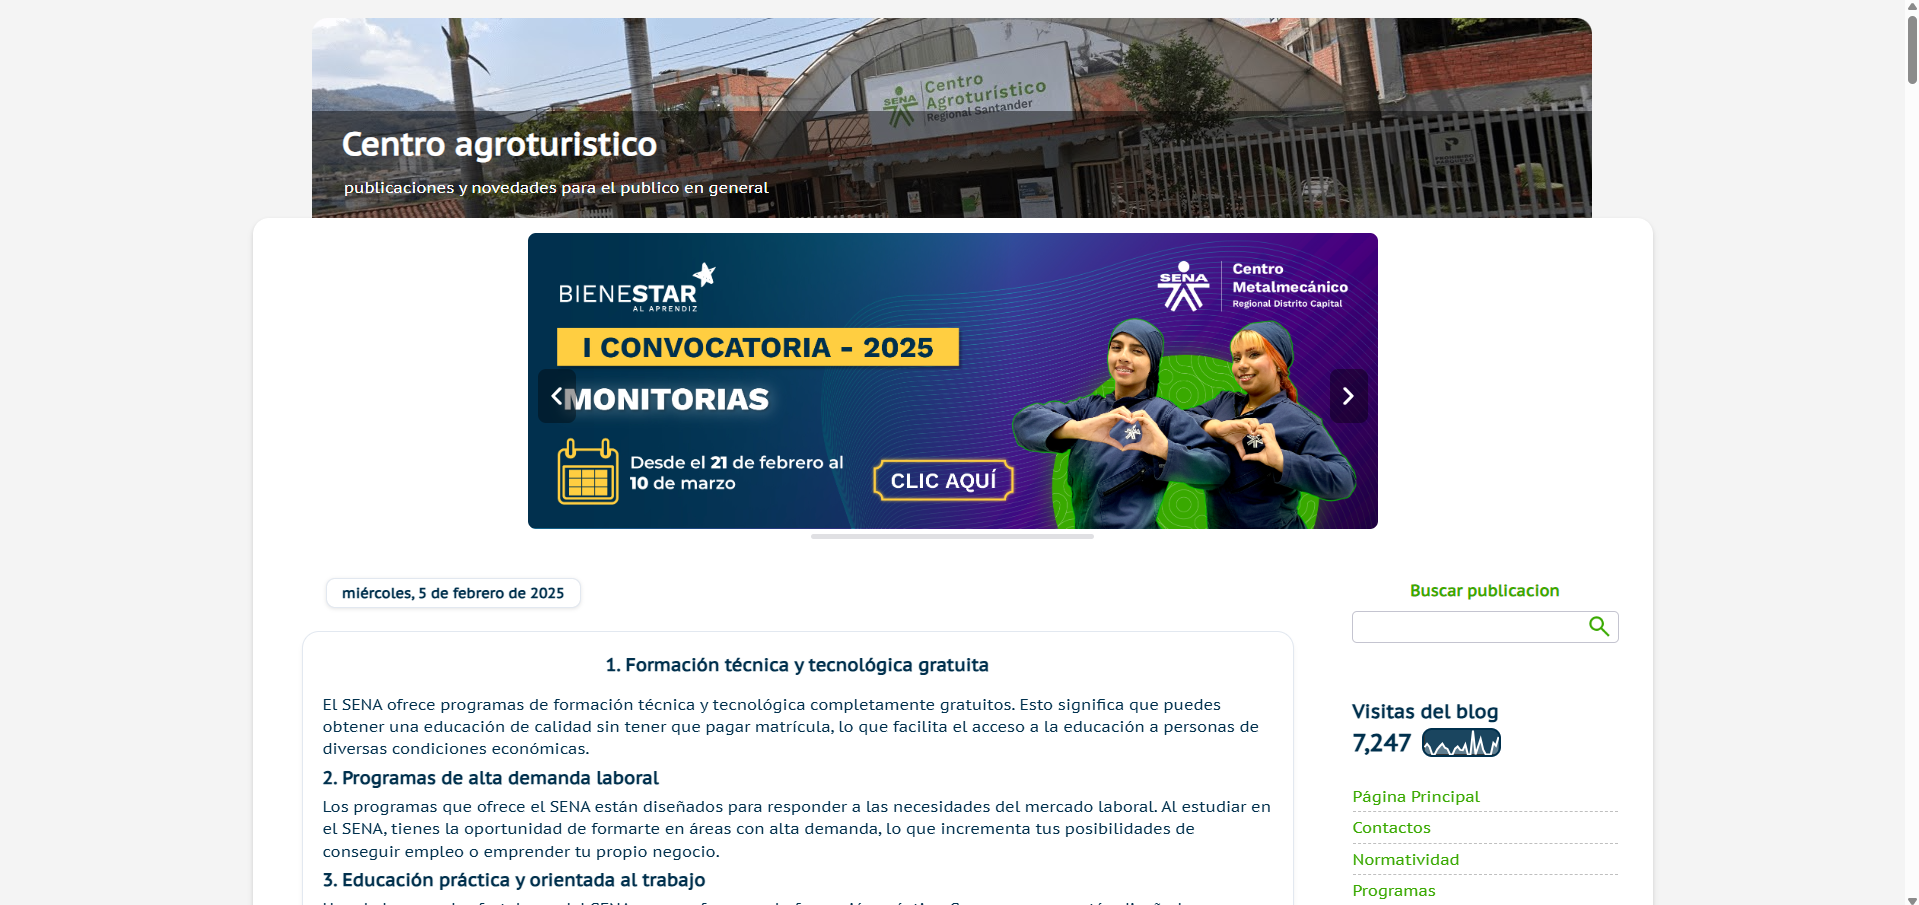 SENA
Centro
Agroturístico
Regional Santander
Centro agroturistico
publicaciones y novedades para el publico en general
BIENESTAR
AL APRENDIZ
SENA
Centro
Metalmecánico
Regional Distrito Capital
I CONVOCATORIA - 2025
MONITORIAS
Desde el 21 de febrero al
10 de marzo
CLIC AQUÍ
miércoles, 5 de febrero de 2025
1. Formación técnica y tecnológica gratuita
El SENA ofrece programas de formación técnica y tecnológica completamente gratuitos. Esto significa que puedes
obtener una educación de calidad sin tener que pagar matrícula, lo que facilita el acceso a la educación a personas de
diversas condiciones económicas.
2. Programas de alta demanda laboral
Los programas que ofrece el SENA están diseñados para responder a las necesidades del mercado laboral. Al estudiar en
el SENA, tienes la oportunidad de formarte en áreas con alta demanda, lo que incrementa tus posibilidades de
conseguir empleo o emprender tu propio negocio.
3. Educación práctica y orientada al trabajo
Buscar publicacion
Visitas del blog
7,247
Página Principal
Contactos
Normatividad
Programas